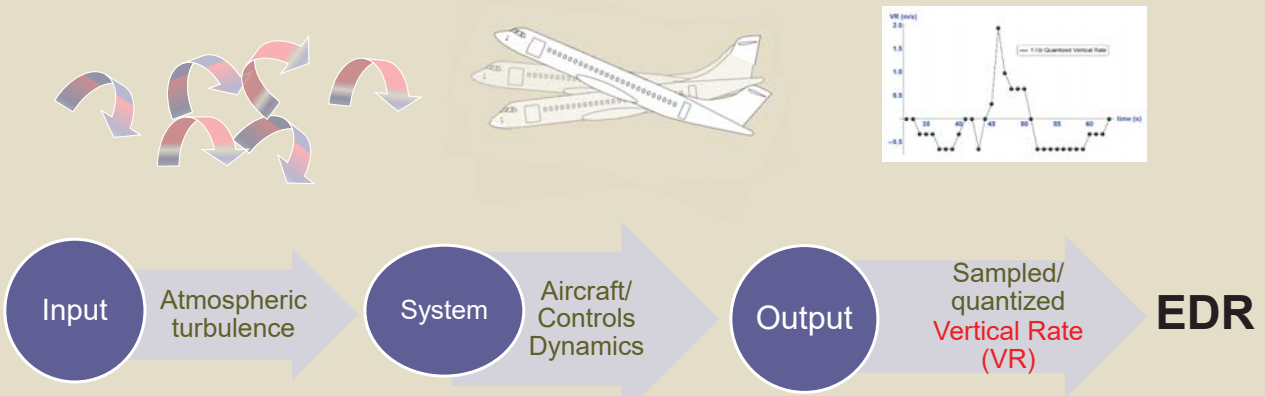 VR (m/s)
2.0
1.5
1.0
0.5
-0.5
1 Hz Quantized Vertical Rate
35
40
45
50
55
60
time (s)
Input
Atmospheric
turbulence
System
Aircraft/
Controls
Dynamics
Output
Sampled/
quantized
Vertical Rate
(VR)
EDR